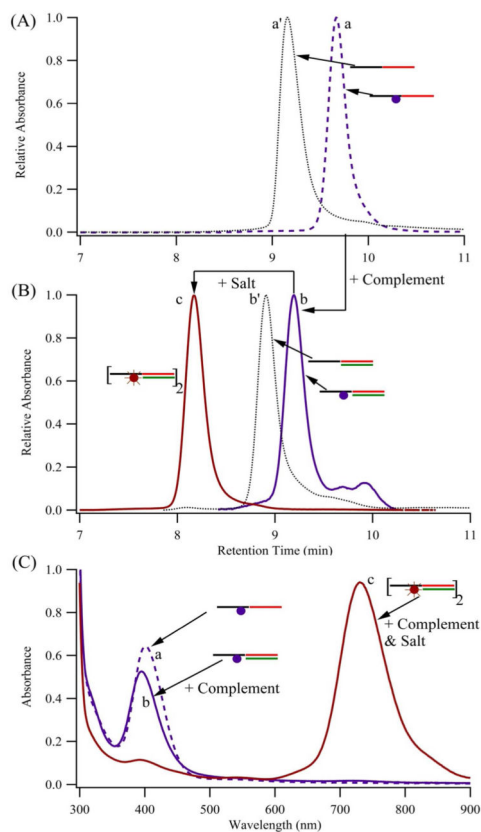 (A)
a'
a
Relative Absorbance
1.0
0.8
0.6
0.4
0.2
0.0
7 8 9 10 11
+ Salt
+ Complement
(B)
c
b'
b
[ ]2
Relative Absorbance
1.0
0.8
0.6
0.4
0.2
0.0
7 8 9 10 11
Retention Time (min)
(C)
c
[ ]2
+ Complement
& Salt
a
b
+ Complement
Absorbance
1.0
0.8
0.6
0.4
0.2
0.0
300 400 500 600 700 800 900
Wavelength (nm)